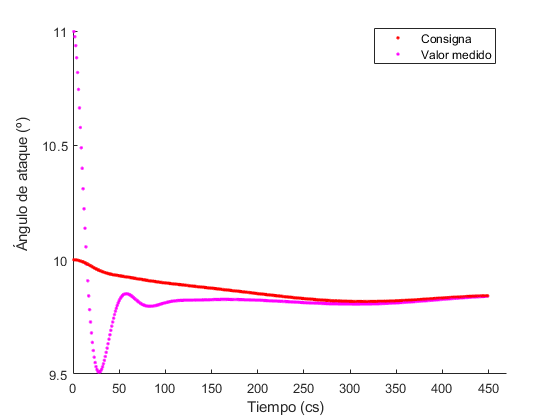 Consigna
Valor medido
11
10.5
10
9.5
Ángulo de ataque (º)
0 50 100 150 200 250 300 350 400 450
Tiempo (cs)